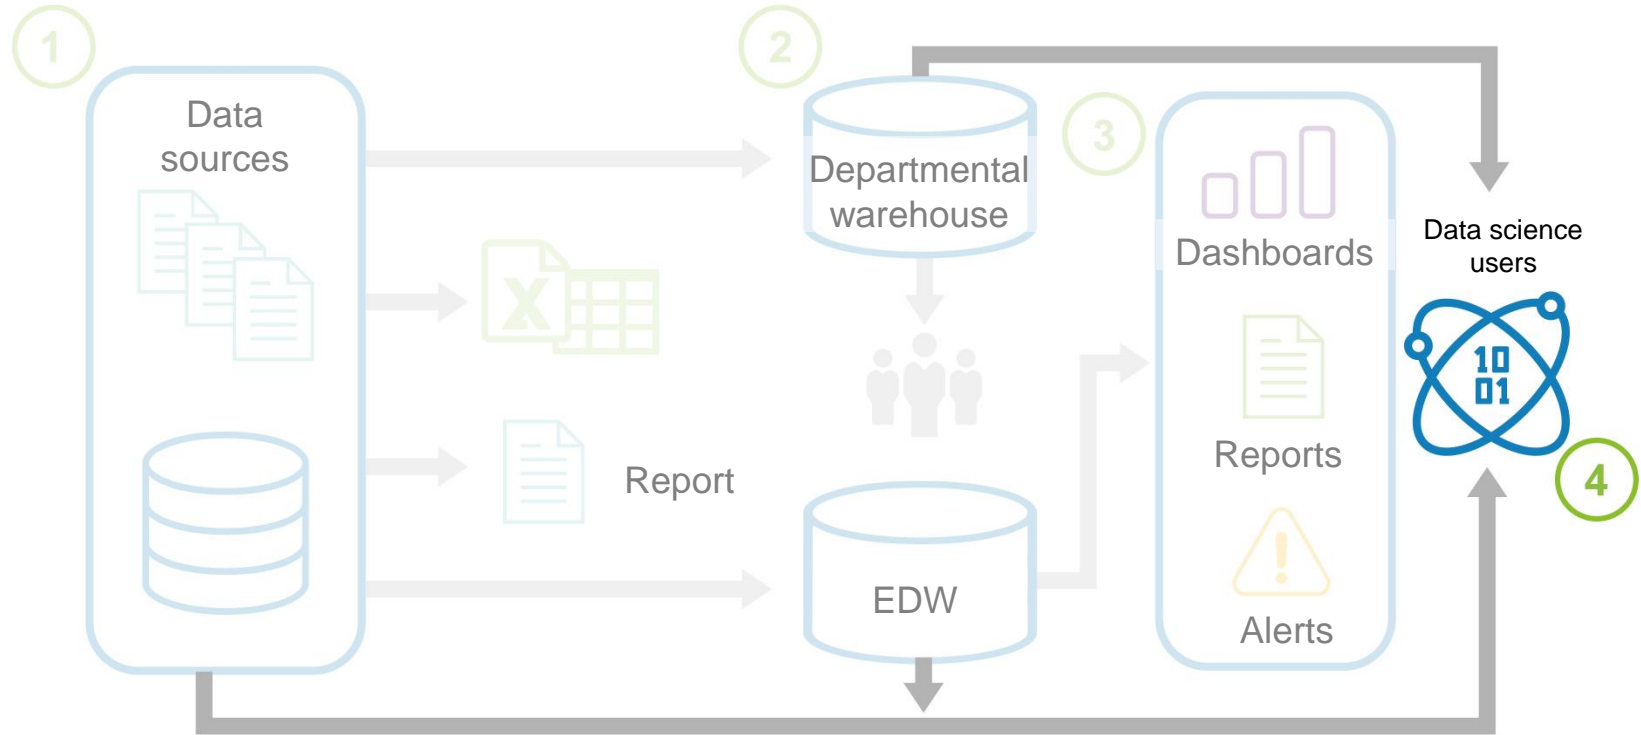 1
Data
sources
Report
2
Departmental
warehouse
EDW
3
Dashboards
Reports
Alerts
Data science
users
10
01
4
X